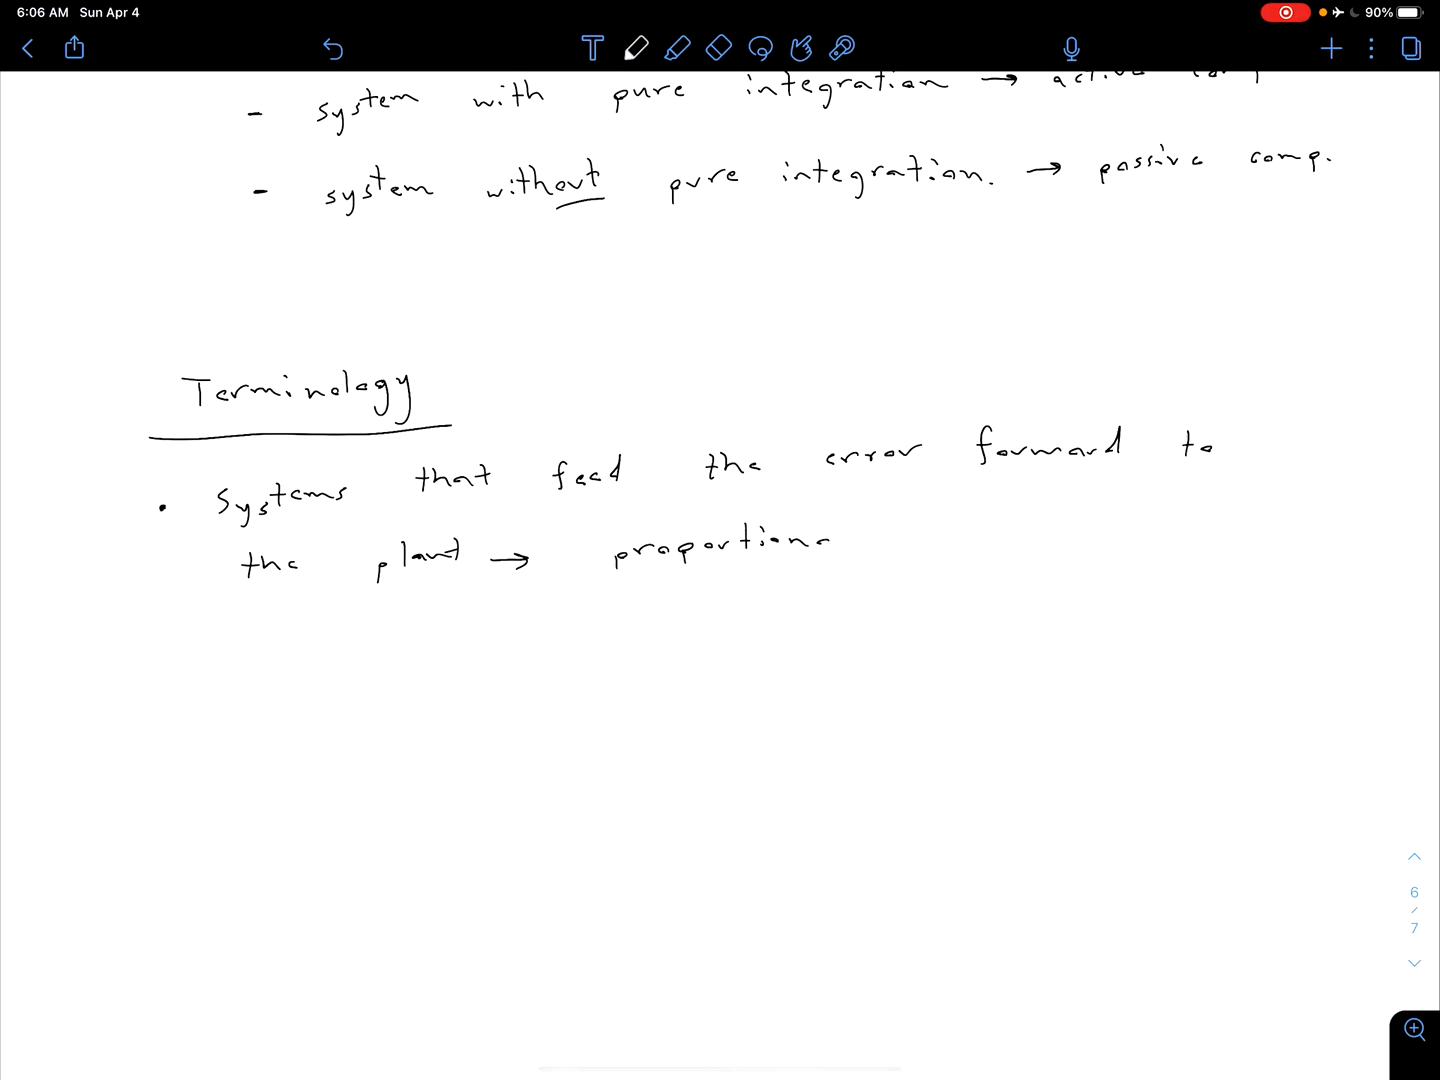 6:06 AM Sun Apr 4 90%
- system with pure integration →
- system without pure integration. → passive comp.
Terminology
• Systems that feed the error forward to
the plant → proportiona
6
/
7